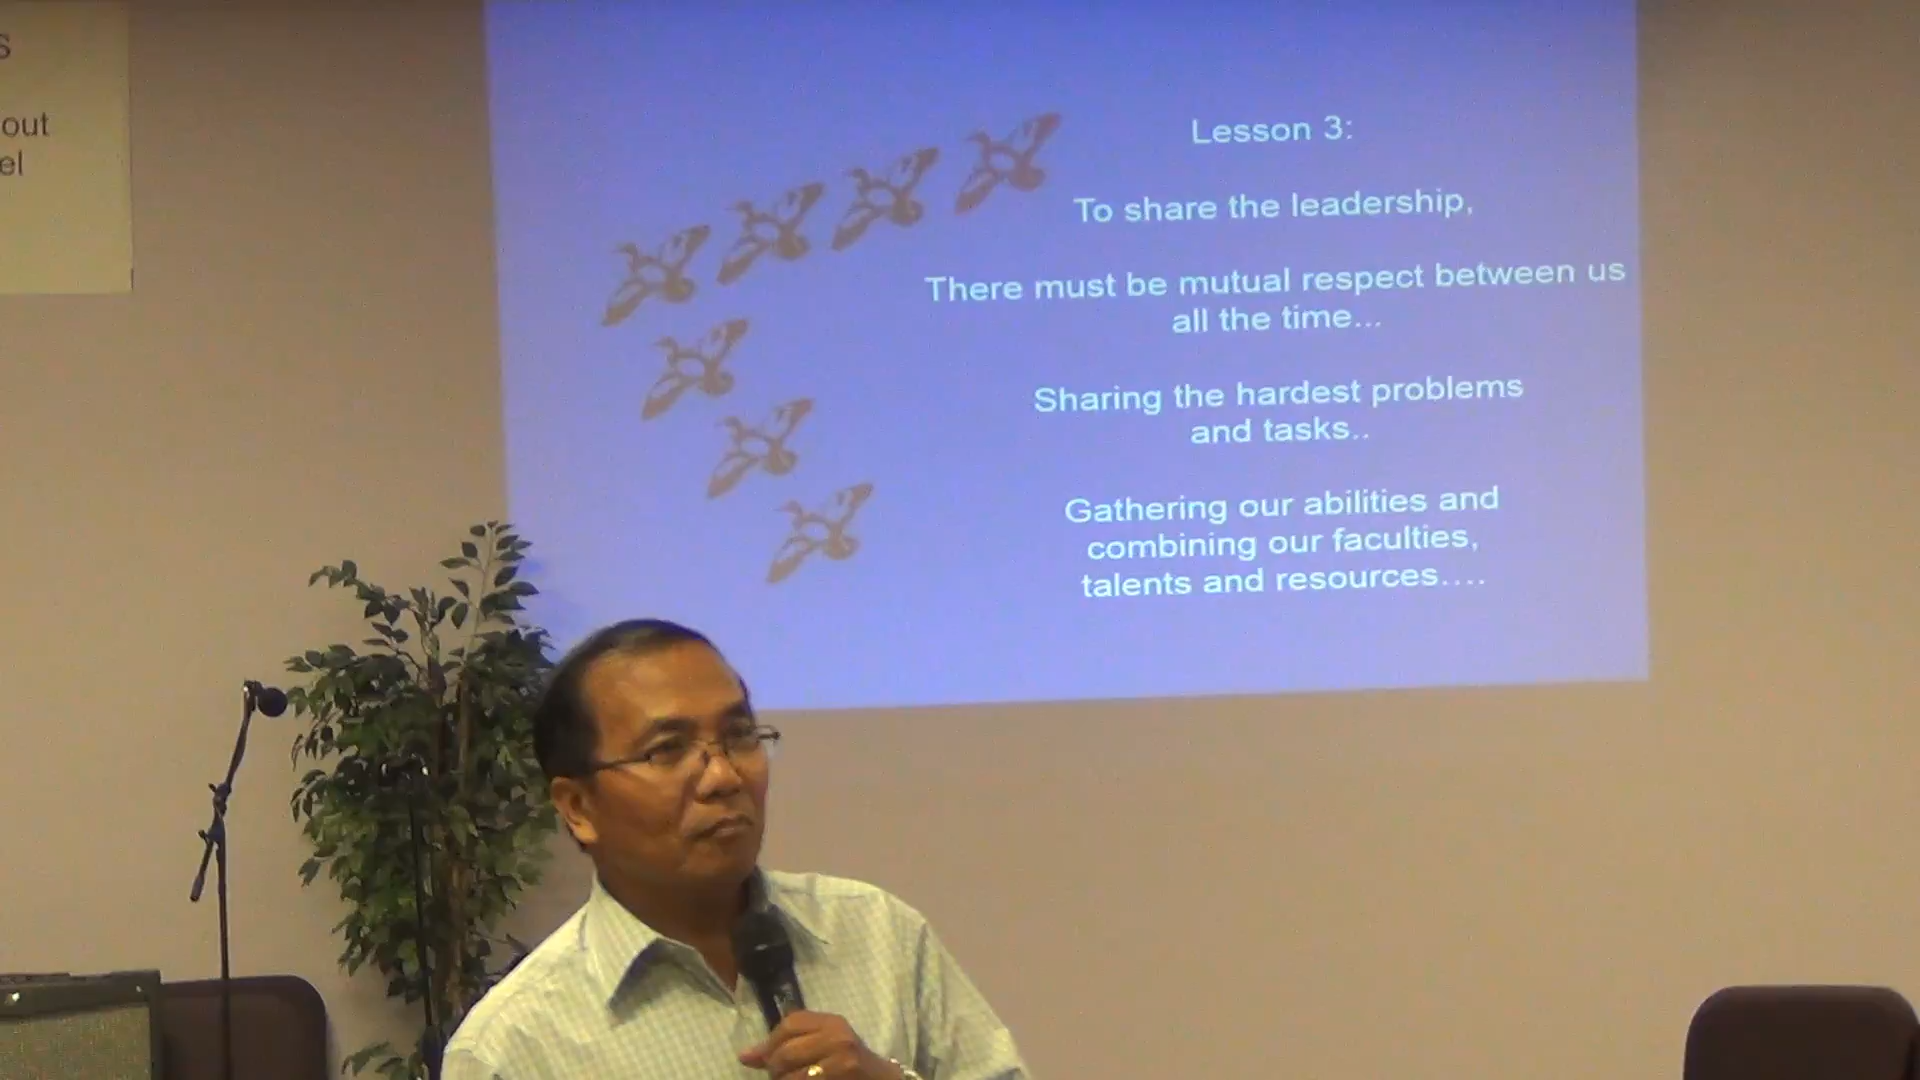 S
out
el
Lesson 3:
To share the leadership,
There must be mutual respect between us
all the time...
Sharing the hardest problems
and tasks..
Gathering our abilities and
combining our faculties,
talents and resources....